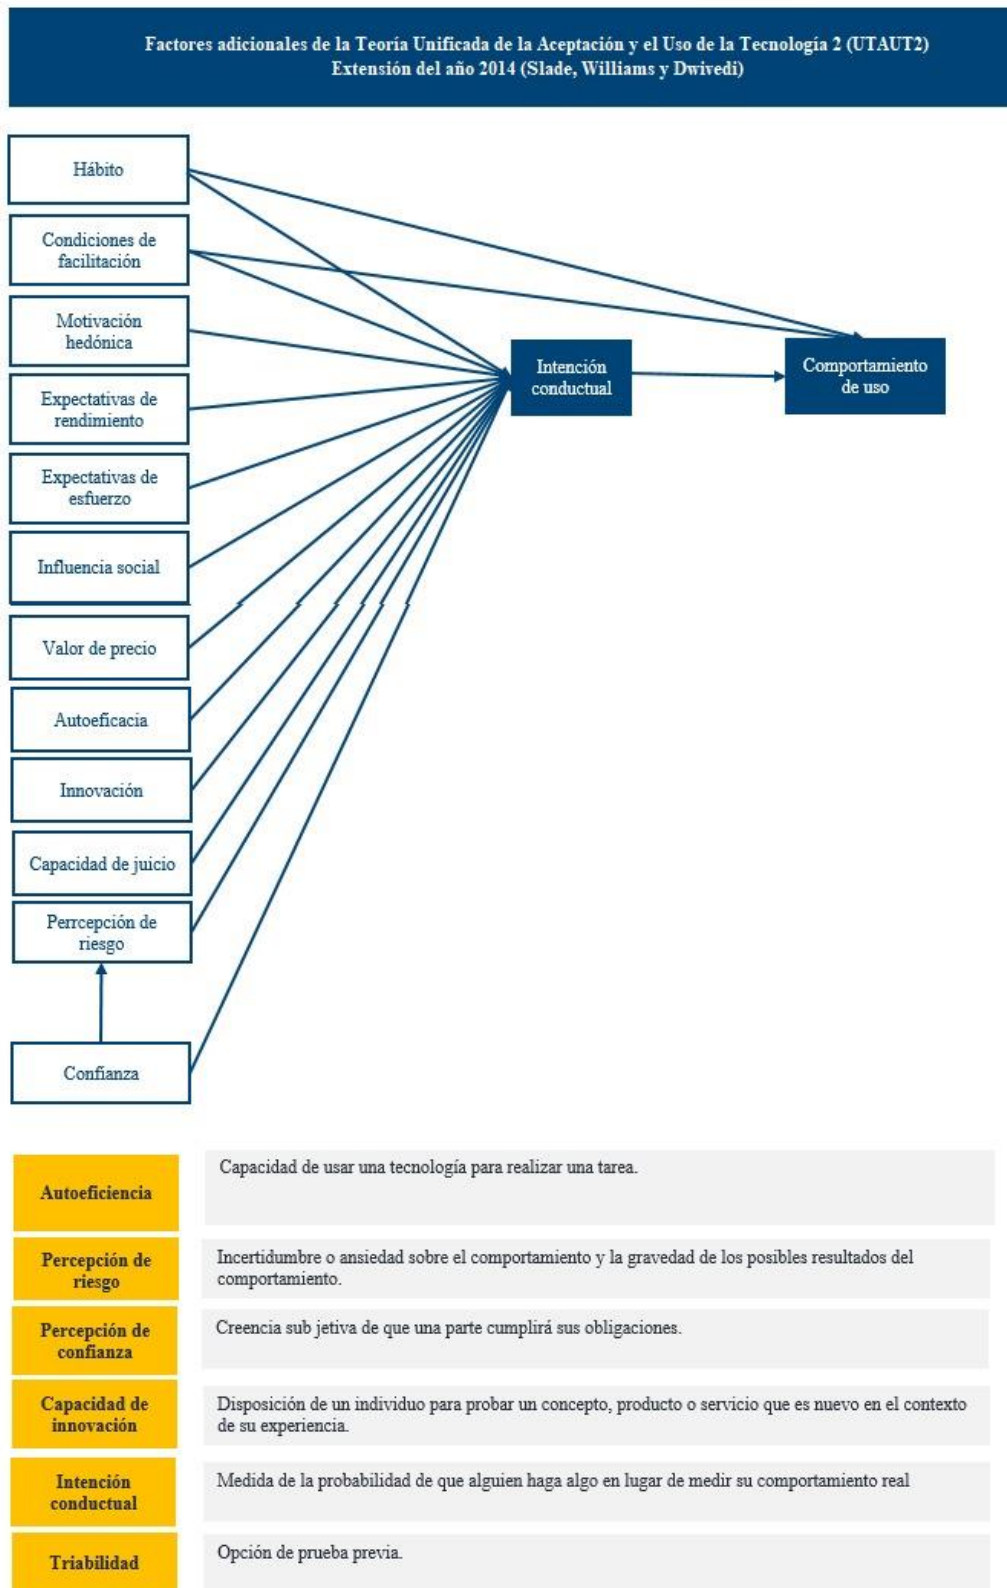 Factores adicionales de la Teoría Unificada de la Aceptación y el Uso de la Tecnología 2 (UTAUT2)
Extensión del año 2014 (Slade, Williams y Dwivedi)
Hábito
Condiciones de
facilitación
Motivación
hedónica
Expectativas de
rendimiento
Expectativas de
esfuerzo
Influencia social
Valor de precio
Autoeficacia
Innovación
Capacidad de juicio
Perrcepción de
riesgo
Confianza
Intención
conductual
Comportamiento
de uso
Autoeficiencia
Capacidad de usar una tecnología para realizar una tarea.
Percepción de
riesgo
Incertidumbre o ansiedad sobre el comportamiento y la gravedad de los posibles resultados del
comportamiento.
Percepción de
confianza
Creencia sub jetiva de que una parte cumplirá sus obligaciones.
Capacidad de
innovación
Disposición de un individuo para probar un concepto, producto o servicio que es nuevo en el contexto
de su experiencia.
Intención
conductual
Medida de la probabilidad de que alguien haga algo en lugar de medir su comportamiento real
Triabilidad
Opción de prueba previa.